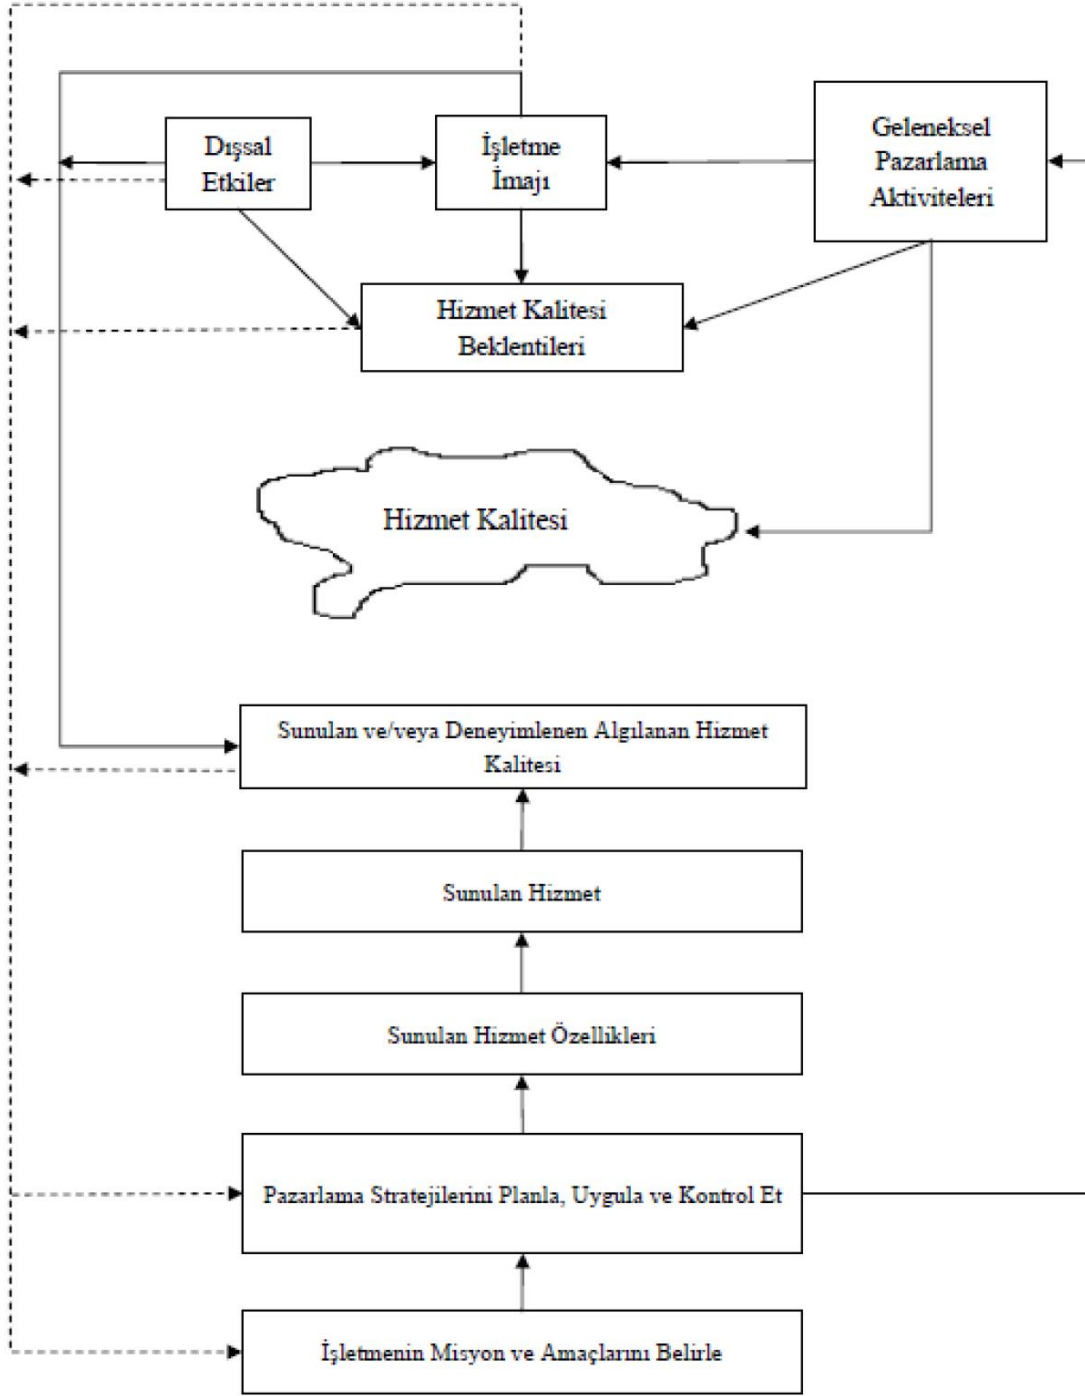 Dışsal
Etkiler
İşletme
İmajı
Geleneksel
Pazarlama
Aktiviteleri
Hizmet Kalitesi
Beklentileri
Hizmet Kalitesi
Sunulan ve/veya Deneyimlenen Algılanan Hizmet
Kalitesi
Sunulan Hizmet
Sunulan Hizmet Özellikleri
Pazarlama Stratejilerini Planla, Uygula ve Kontrol Et
İşletmenin Misyon ve Amaçlarını Belirle